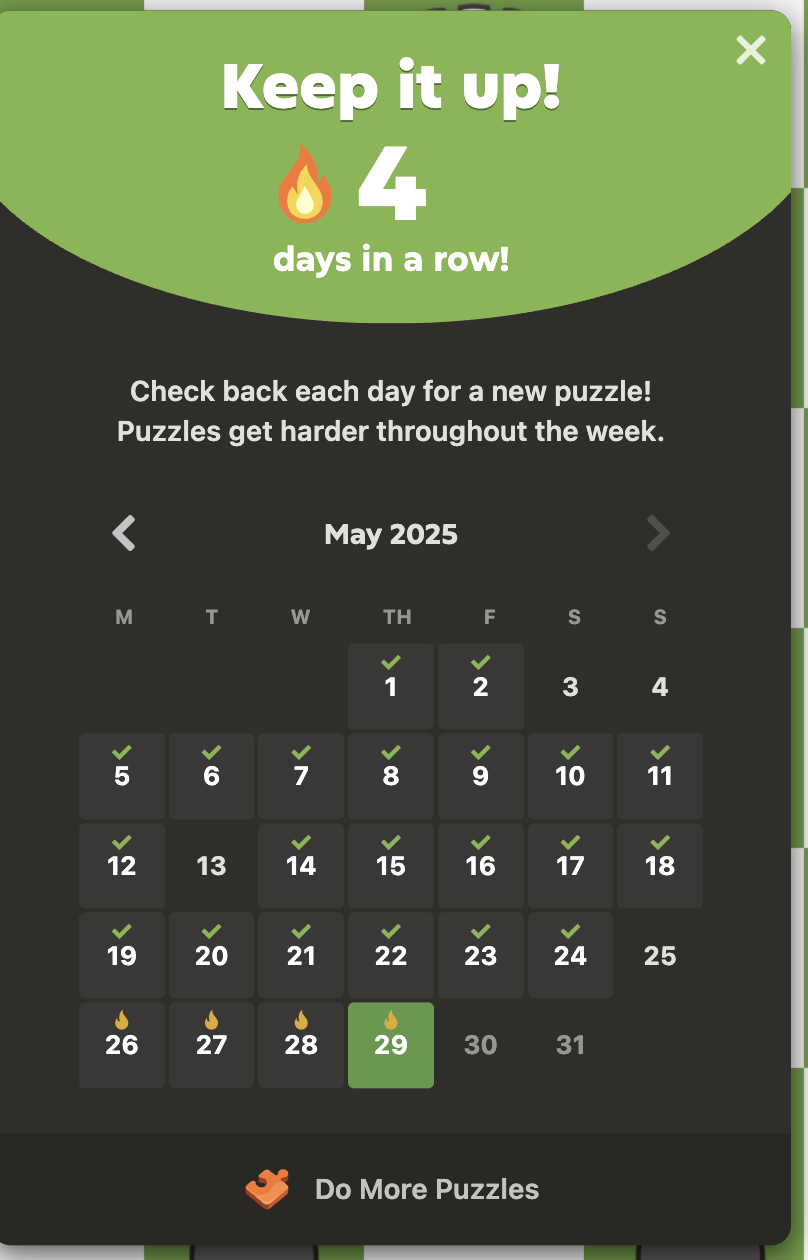 Keep it up!
4
days in a row!
Check back each day for a new puzzle!
Puzzles get harder throughout the week.
May 2025
M T W TH F S S
1 2 3 4
5 6 7 8 9 10 11
12 13 14 15 16 17 18
19 20 21 22 23 24 25
26 27 28 29 30 31
Do More Puzzles